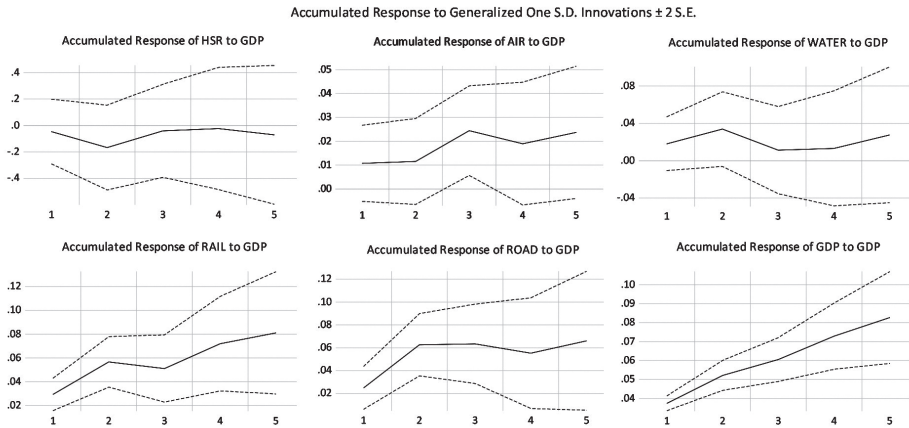 Accumulated Response to Generalized One S.D. Innovations ± 2 S.E.
Accumulated Response of HSR to GDP
.4
.2
.0
-.2
-.4
1 2 3 4 5
Accumulated Response of AIR to GDP
.05
.04
.03
.02
.01
.00
1 2 3 4 5
Accumulated Response of WATER to GDP
.08
.04
.00
-.04
1 2 3 4 5
Accumulated Response of RAIL to GDP
.12
.10
.08
.06
.04
.02
1 2 3 4 5
Accumulated Response of ROAD to GDP
.12
.10
.08
.06
.04
.02
1 2 3 4 5
Accumulated Response of GDP to GDP
.10
.09
.08
.07
.06
.05
.04
1 2 3 4 5